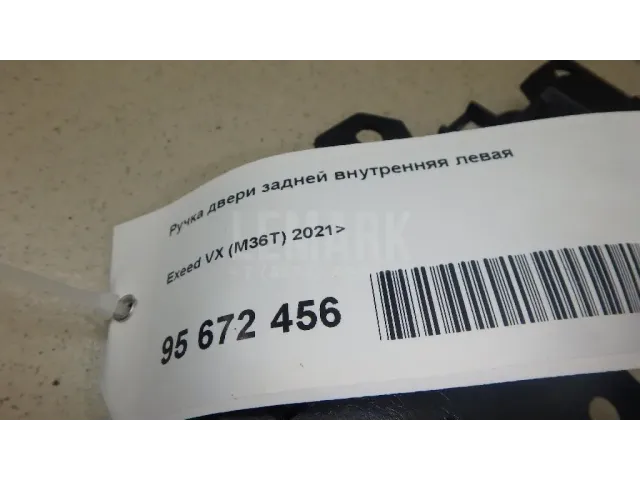 Ручка двери задней внутренняя левая
LEMARK
Exeed VX (M36T) 2021>
95 672 456